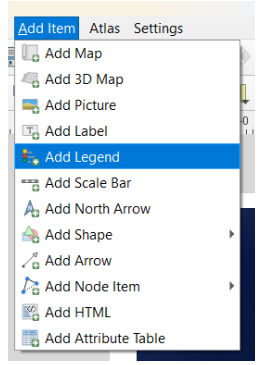 Add Item Atlas Settings
Add Map
Add 3D Map
Add Picture
Add Label
Add Legend
Add Scale Bar
Add North Arrow
Add Shape
Add Arrow
Add Node Item
Add HTML
Add Attribute Table